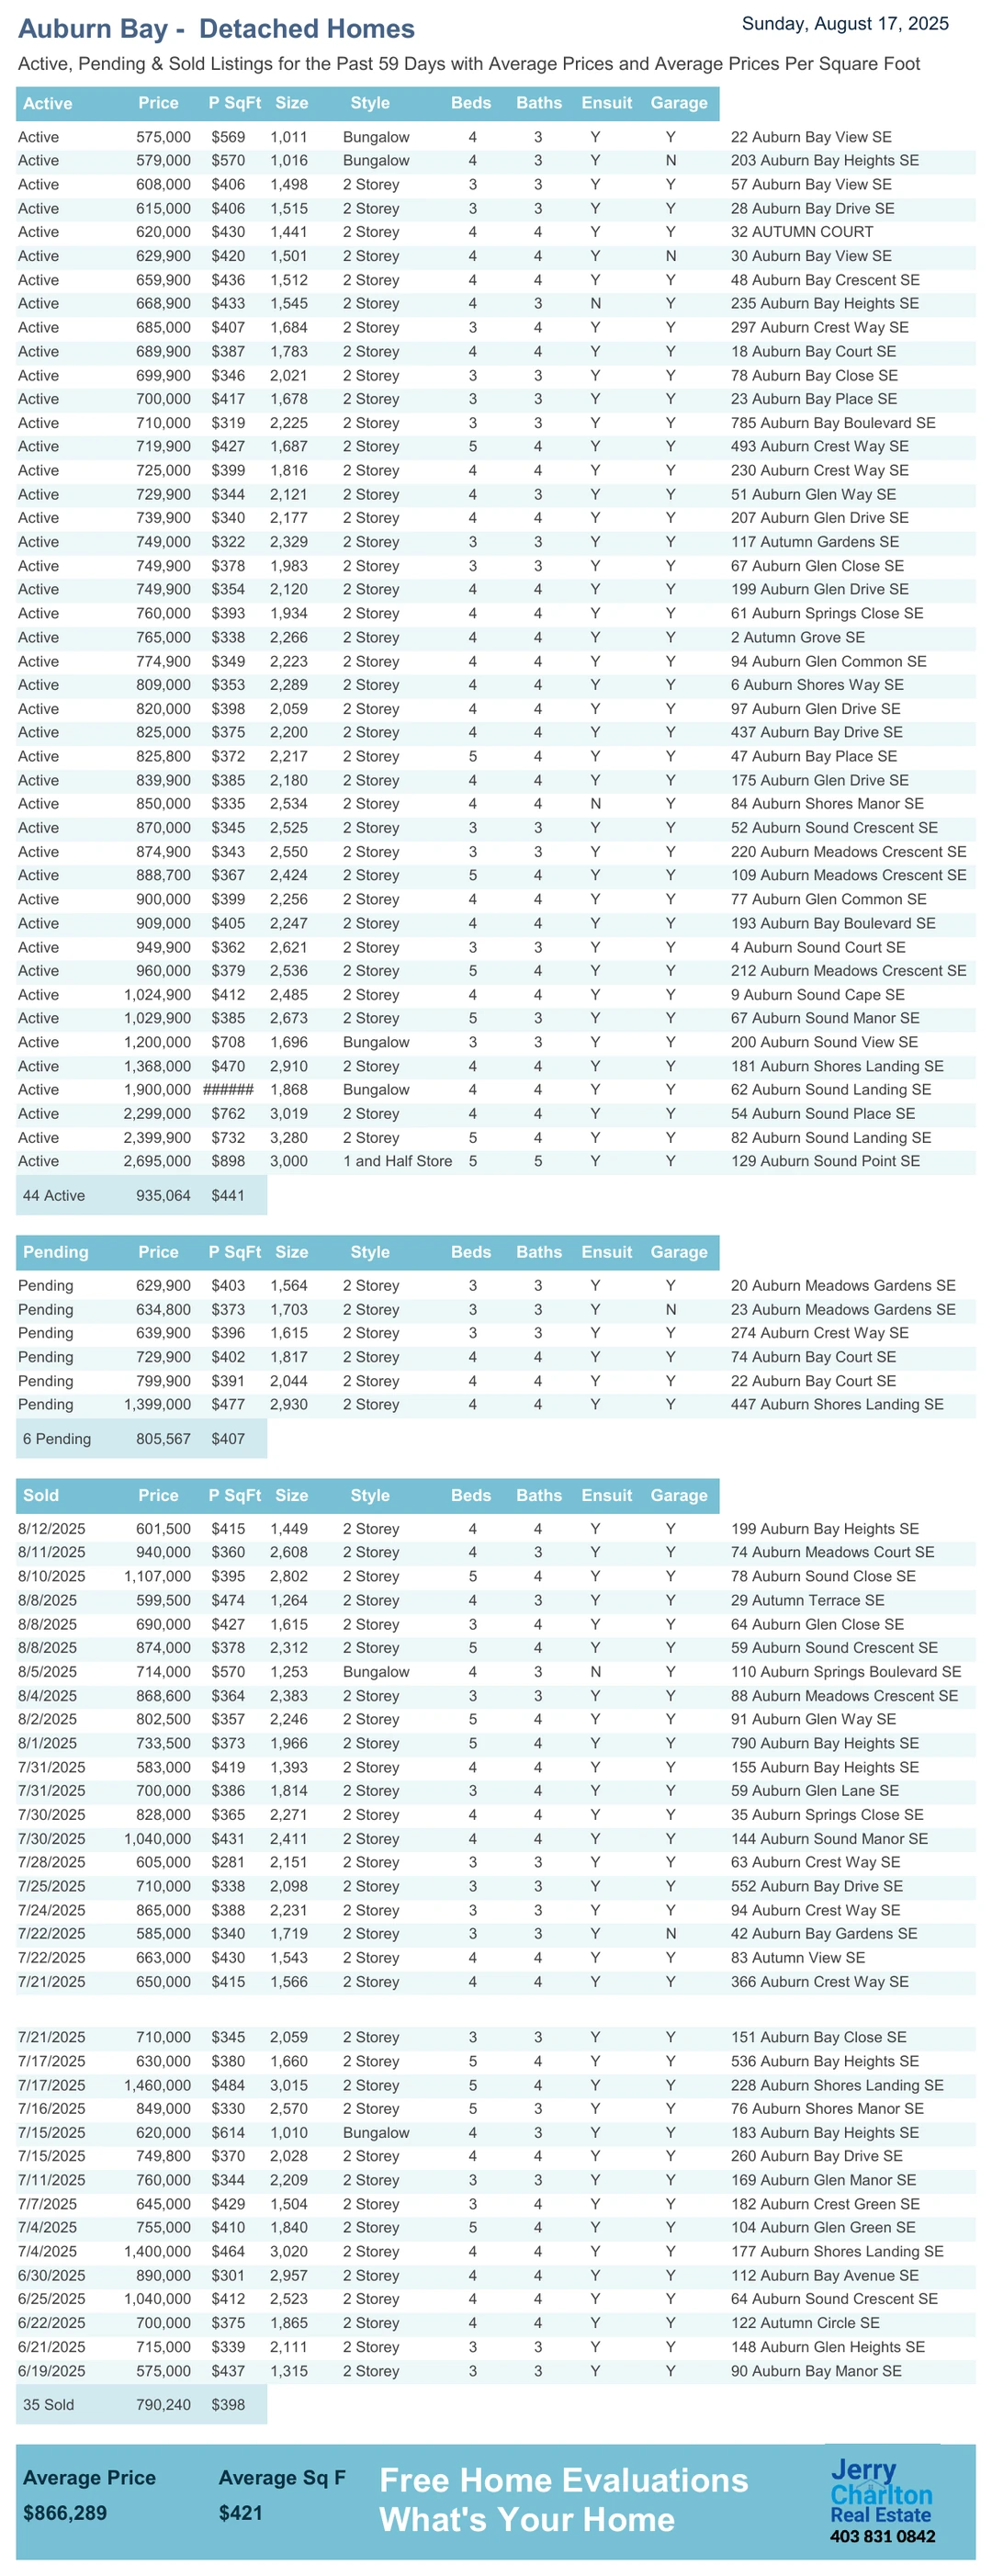 Auburn Bay - Detached Homes
Sunday, August 17, 2025
Active, Pending & Sold Listings for the Past 59 Days with Average Prices and Average Prices Per Square Foot
Active Price P SqFt Size Style Beds Baths Ensuit Garage
Active 575,000 $569 1,011 Bungalow 4 3 Y Y 22 Auburn Bay View SE
Active 579,000 $570 1,016 Bungalow 4 3 Y N 203 Auburn Bay Heights SE
Active 608,000 $406 1,498 2 Storey 3 3 Y Y 57 Auburn Bay View SE
Active 615,000 $406 1,515 2 Storey 3 3 Y Y 28 Auburn Bay Drive SE
Active 620,000 $430 1,441 2 Storey 4 4 Y Y 32 AUTUMN COURT
Active 629,900 $420 1,501 2 Storey 4 4 Y N 30 Auburn Bay View SE
Active 659,900 $436 1,512 2 Storey 4 4 Y Y 48 Auburn Bay Crescent SE
Active 668,900 $433 1,545 2 Storey 4 3 N Y 235 Auburn Bay Heights SE
Active 685,000 $407 1,684 2 Storey 3 4 Y Y 297 Auburn Crest Way SE
Active 689,900 $387 1,783 2 Storey 4 4 Y Y 18 Auburn Bay Court SE
Active 699,900 $346 2,021 2 Storey 3 3 Y Y 78 Auburn Bay Close SE
Active 700,000 $417 1,678 2 Storey 3 3 Y Y 23 Auburn Bay Place SE
Active 710,000 $319 2,225 2 Storey 3 3 Y Y 785 Auburn Bay Boulevard SE
Active 719,900 $427 1,687 2 Storey 5 4 Y Y 493 Auburn Crest Way SE
Active 725,000 $399 1,816 2 Storey 4 4 Y Y 230 Auburn Crest Way SE
Active 729,900 $344 2,121 2 Storey 4 3 Y Y 51 Auburn Glen Way SE
Active 739,900 $340 2,177 2 Storey 4 4 Y Y 207 Auburn Glen Drive SE
Active 749,000 $322 2,329 2 Storey 3 3 Y Y 117 Autumn Gardens SE
Active 749,900 $378 1,983 2 Storey 3 3 Y Y 67 Auburn Glen Close SE
Active 749,900 $354 2,120 2 Storey 4 4 Y Y 199 Auburn Glen Drive SE
Active 760,000 $393 1,934 2 Storey 4 4 Y Y 61 Auburn Springs Close SE
Active 765,000 $338 2,266 2 Storey 4 4 Y Y 2 Autumn Grove SE
Active 774,900 $349 2,223 2 Storey 4 4 Y Y 94 Auburn Glen Common SE
Active 809,000 $353 2,289 2 Storey 4 4 Y Y 6 Auburn Shores Way SE
Active 820,000 $398 2,059 2 Storey 4 4 Y Y 97 Auburn Glen Drive SE
Active 825,000 $375 2,200 2 Storey 4 4 Y Y 437 Auburn Bay Drive SE
Active 825,800 $372 2,217 2 Storey 5 4 Y Y 47 Auburn Bay Place SE
Active 839,900 $385 2,180 2 Storey 4 4 Y Y 175 Auburn Glen Drive SE
Active 850,000 $335 2,534 2 Storey 4 4 N Y 84 Auburn Shores Manor SE
Active 870,000 $345 2,525 2 Storey 3 3 Y Y 52 Auburn Sound Crescent SE
Active 874,900 $343 2,550 2 Storey 3 3 Y Y 220 Auburn Meadows Crescent SE
Active 888,700 $367 2,424 2 Storey 5 4 Y Y 109 Auburn Meadows Crescent SE
Active 900,000 $399 2,256 2 Storey 4 4 Y Y 77 Auburn Glen Common SE
Active 909,000 $405 2,247 2 Storey 4 4 Y Y 193 Auburn Bay Boulevard SE
Active 949,900 $362 2,621 2 Storey 3 3 Y Y 4 Auburn Sound Court SE
Active 960,000 $379 2,536 2 Storey 5 4 Y Y 212 Auburn Meadows Crescent SE
Active 1,024,900 $412 2,485 2 Storey 4 4 Y Y 9 Auburn Sound Cape SE
Active 1,029,900 $385 2,673 2 Storey 5 3 Y Y 67 Auburn Sound Manor SE
Active 1,200,000 $708 1,696 Bungalow 3 3 Y Y 200 Auburn Sound View SE
Active 1,368,000 $470 2,910 2 Storey 4 4 Y Y 181 Auburn Shores Landing SE
Active 1,900,000 ###### 1,868 Bungalow 4 4 Y Y 62 Auburn Sound Landing SE
Active 2,299,000 $762 3,019 2 Storey 4 4 Y Y 54 Auburn Sound Place SE
Active 2,399,900 $732 3,280 2 Storey 5 4 Y Y 82 Auburn Sound Landing SE
Active 2,695,000 $898 3,000 1 and Half Store 5 5 Y Y 129 Auburn Sound Point SE
44 Active 935,064 $441
Pending Price P SqFt Size Style Beds Baths Ensuit Garage
Pending 629,900 $403 1,564 2 Storey 3 3 Y Y 20 Auburn Meadows Gardens SE
Pending 634,800 $373 1,703 2 Storey 3 3 Y N 23 Auburn Meadows Gardens SE
Pending 639,900 $396 1,615 2 Storey 3 3 Y Y 274 Auburn Crest Way SE
Pending 729,900 $402 1,817 2 Storey 4 4 Y Y 74 Auburn Bay Court SE
Pending 799,900 $391 2,044 2 Storey 4 4 Y Y 22 Auburn Bay Court SE
Pending 1,399,000 $477 2,930 2 Storey 4 4 Y Y 447 Auburn Shores Landing SE
6 Pending 805,567 $407
Sold Price P SqFt Size Style Beds Baths Ensuit Garage
8/12/2025 601,500 $415 1,449 2 Storey 4 4 Y Y 199 Auburn Bay Heights SE
8/11/2025 940,000 $360 2,608 2 Storey 4 3 Y Y 74 Auburn Meadows Court SE
8/10/2025 1,107,000 $395 2,802 2 Storey 5 4 Y Y 78 Auburn Sound Close SE
8/8/2025 599,500 $474 1,264 2 Storey 4 3 Y Y 29 Autumn Terrace SE
8/8/2025 690,000 $427 1,615 2 Storey 3 4 Y Y 64 Auburn Glen Close SE
8/8/2025 874,000 $378 2,312 2 Storey 5 4 Y Y 59 Auburn Sound Crescent SE
8/5/2025 714,000 $570 1,253 Bungalow 4 3 N Y 110 Auburn Springs Boulevard SE
8/4/2025 868,600 $364 2,383 2 Storey 3 3 Y Y 88 Auburn Meadows Crescent SE
8/2/2025 802,500 $357 2,246 2 Storey 5 4 Y Y 91 Auburn Glen Way SE
8/1/2025 733,500 $373 1,966 2 Storey 5 4 Y Y 790 Auburn Bay Heights SE
7/31/2025 583,000 $419 1,393 2 Storey 4 4 Y Y 155 Auburn Bay Heights SE
7/31/2025 700,000 $386 1,814 2 Storey 3 4 Y Y 59 Auburn Glen Lane SE
7/30/2025 828,000 $365 2,271 2 Storey 4 4 Y Y 35 Auburn Springs Close SE
7/30/2025 1,040,000 $431 2,411 2 Storey 4 4 Y Y 144 Auburn Sound Manor SE
7/28/2025 605,000 $281 2,151 2 Storey 3 3 Y Y 63 Auburn Crest Way SE
7/25/2025 710,000 $338 2,098 2 Storey 3 3 Y Y 552 Auburn Bay Drive SE
7/24/2025 865,000 $388 2,231 2 Storey 3 3 Y Y 94 Auburn Crest Way SE
7/22/2025 585,000 $340 1,719 2 Storey 3 3 Y N 42 Auburn Bay Gardens SE
7/22/2025 663,000 $430 1,543 2 Storey 4 4 Y Y 83 Autumn View SE
7/21/2025 650,000 $415 1,566 2 Storey 4 4 Y Y 366 Auburn Crest Way SE
7/21/2025 710,000 $345 2,059 2 Storey 3 3 Y Y 151 Auburn Bay Close SE
7/17/2025 630,000 $380 1,660 2 Storey 5 4 Y Y 536 Auburn Bay Heights SE
7/17/2025 1,460,000 $484 3,015 2 Storey 5 4 Y Y 228 Auburn Shores Landing SE
7/16/2025 849,000 $330 2,570 2 Storey 5 3 Y Y 76 Auburn Shores Manor SE
7/15/2025 620,000 $614 1,010 Bungalow 4 3 Y Y 183 Auburn Bay Heights SE
7/15/2025 749,800 $370 2,028 2 Storey 4 4 Y Y 260 Auburn Bay Drive SE
7/11/2025 760,000 $344 2,209 2 Storey 3 3 Y Y 169 Auburn Glen Manor SE
7/7/2025 645,000 $429 1,504 2 Storey 3 4 Y Y 182 Auburn Crest Green SE
7/4/2025 755,000 $410 1,840 2 Storey 5 4 Y Y 104 Auburn Glen Green SE
7/4/2025 1,400,000 $464 3,020 2 Storey 4 4 Y Y 177 Auburn Shores Landing SE
6/30/2025 890,000 $301 2,957 2 Storey 4 4 Y Y 112 Auburn Bay Avenue SE
6/25/2025 1,040,000 $412 2,523 2 Storey 4 4 Y Y 64 Auburn Sound Crescent SE
6/22/2025 700,000 $375 1,865 2 Storey 4 4 Y Y 122 Autumn Circle SE
6/21/2025 715,000 $339 2,111 2 Storey 3 3 Y Y 148 Auburn Glen Heights SE
6/19/2025 575,000 $437 1,315 2 Storey 3 3 Y Y 90 Auburn Bay Manor SE
35 Sold 790,240 $398
Average Price Average Sq F
$866,289 $421
Free Home Evaluations
What's Your Home
Jerry
Charlton
Real Estate
403 831 0842